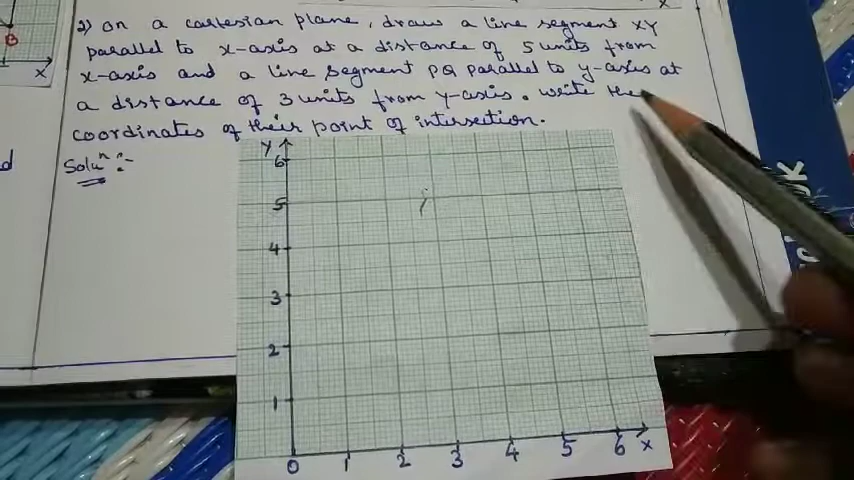 2) on a cartesian plane, draw a line segment XY
parallel to x-axis at a distance of 5 units from
x-axis and a line segment PQ parallel to y-axis at
a distance of 3 units from y-axis. write the
coordinates of their point of intersection.
Soluⁿ :-
Y
6
5
4
3
2
1
0 1 2 3 4 5 6 X
X
B
d
X